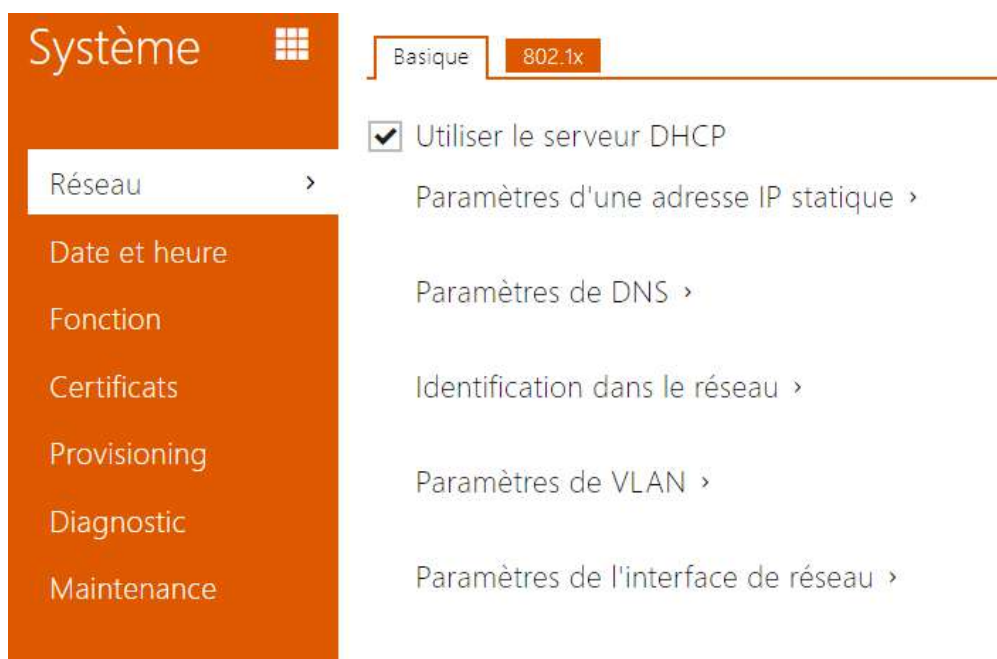 Système
Réseau
Date et heure
Fonction
Certificats
Provisioning
Diagnostic
Maintenance
Basique
802.1x
Utiliser le serveur DHCP
Paramètres d'une adresse IP statique
Paramètres de DNS
Identification dans le réseau
Paramètres de VLAN
Paramètres de l'interface de réseau